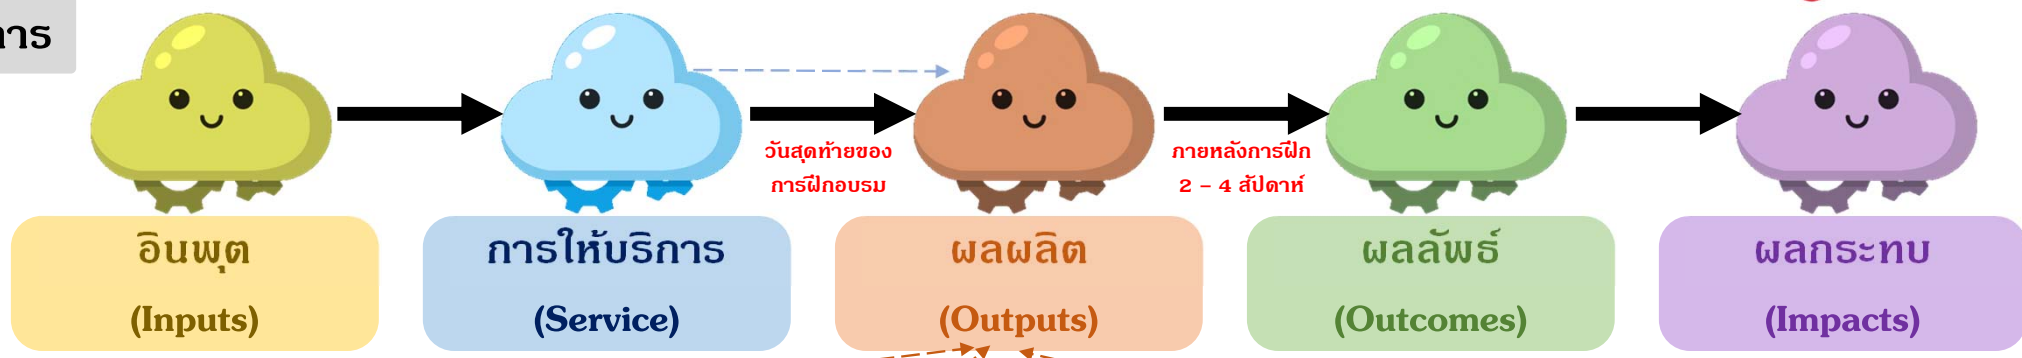 วันสุดท้ายของ
การฝึกอบรม
ภายหลังการฝึก
2 – 4 สัปดาห์
อินพุต
(Inputs)
การให้บริการ
(Service)
ผลผลิต
(Outputs)
ผลลัพธ์
(Outcomes)
ผลกระทบ
(Impacts)